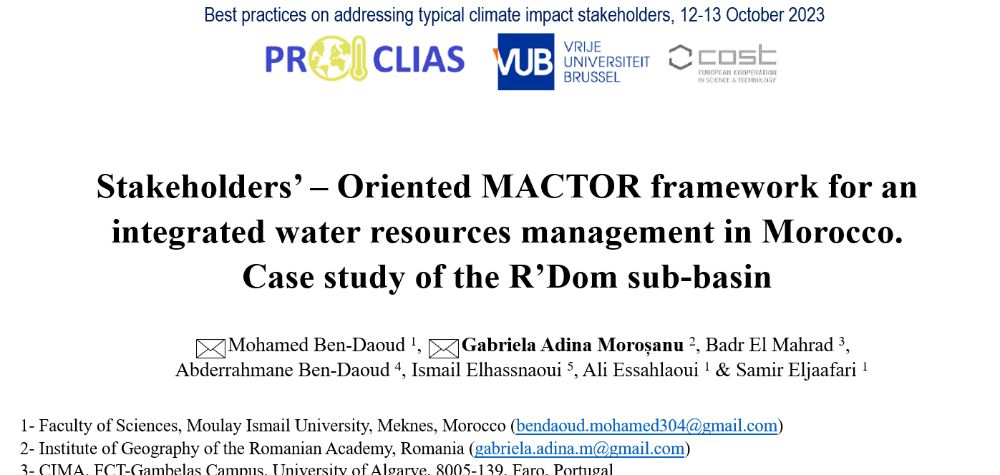 Best practices on addressing typical climate impact stakeholders, 12-13 October 2023
PR CLIAS
VUB
VRIJE
UNIVERSITEIT
BRUSSEL
cost
EUROPEAN COOPERATION
IN SCIENCE & TECHNOLOGY
Stakeholders’ – Oriented MACTOR framework for an
integrated water resources management in Morocco.
Case study of the R’Dom sub-basin
Mohamed Ben-Daoud ¹, Gabriela Adina Moroșanu ², Badr El Mahrad ³,
Abderrahmane Ben-Daoud ⁴, Ismail Elhassnaoui ⁵, Ali Essahlaoui ¹ & Samir Eljaafari ¹
1- Faculty of Sciences, Moulay Ismail University, Meknes, Morocco (bendaoud.mohamed304@gmail.com)
2- Institute of Geography of the Romanian Academy, Romania (gabriela.adina.m@gmail.com)
3- CIMA, FCT-Gambelas Campus, University of Algarve, 8005-139, Faro, Portugal